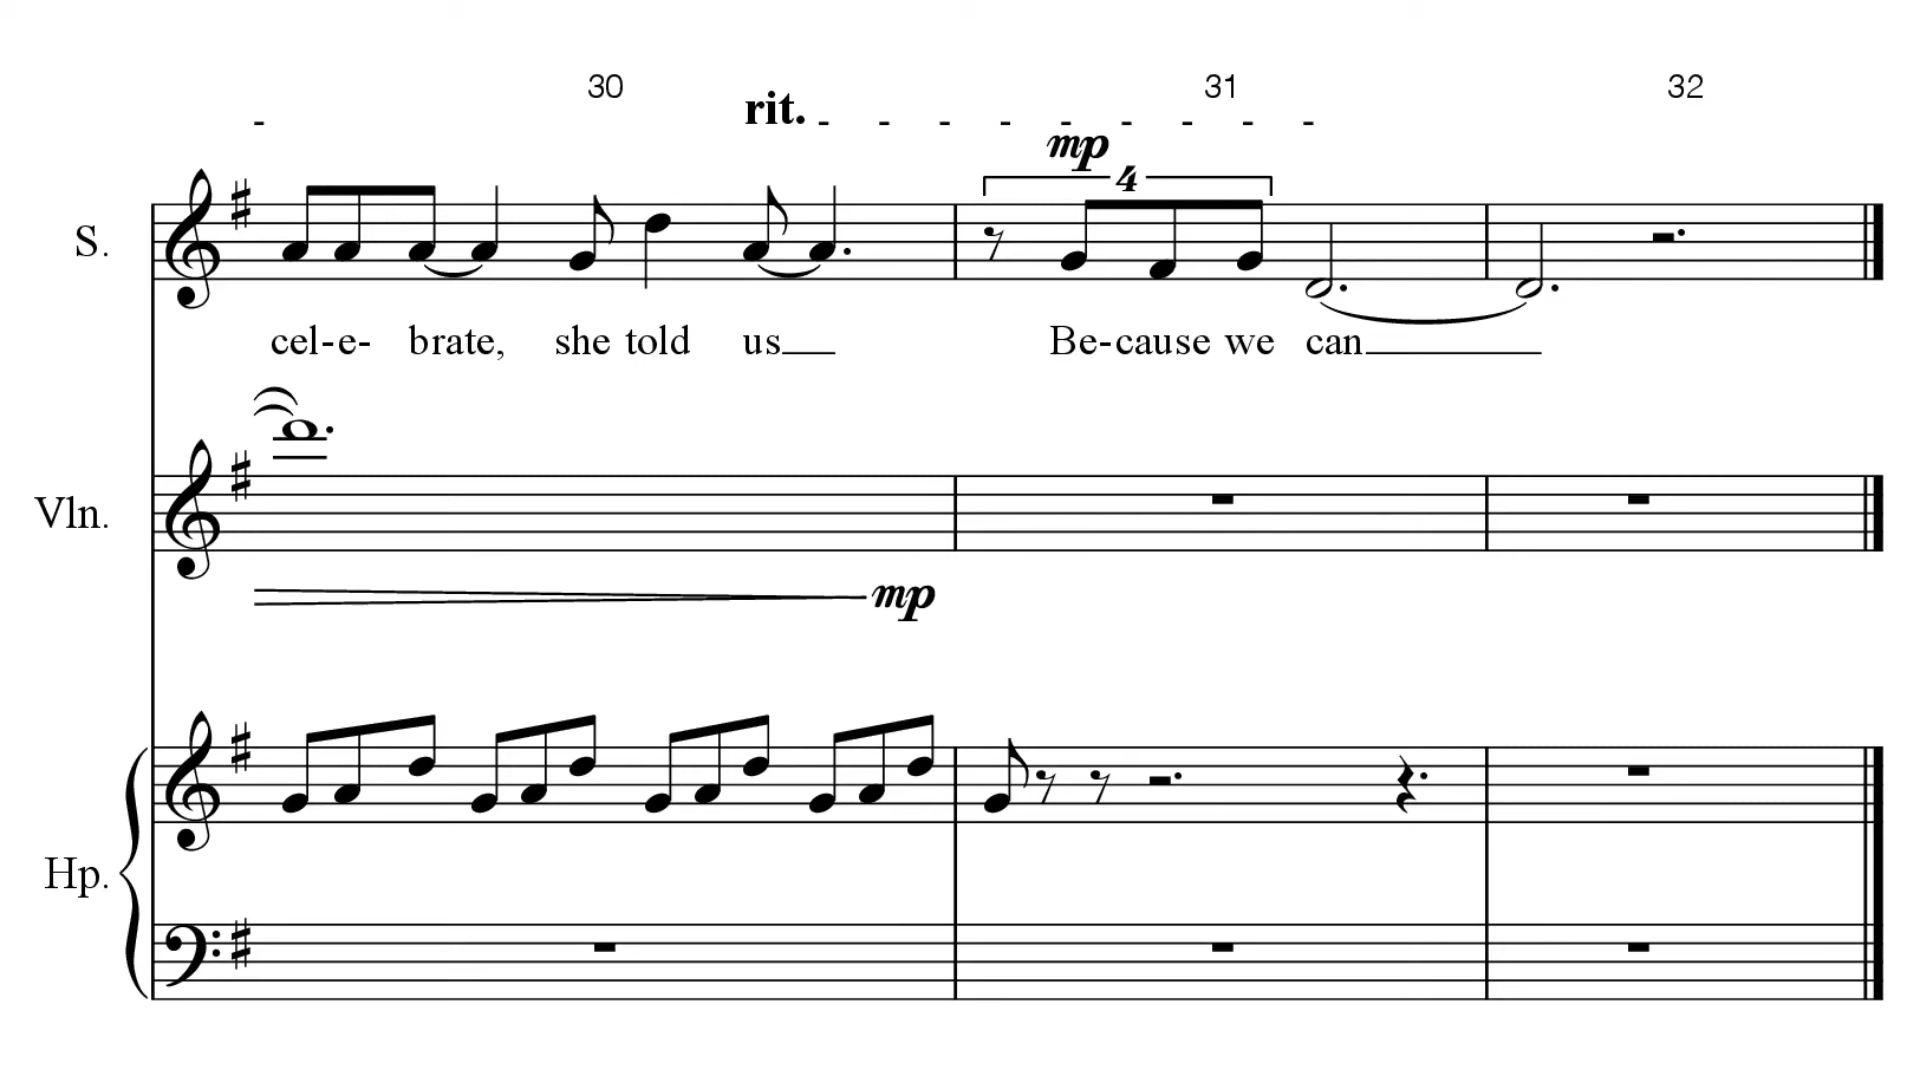 30 31 32
rit.
mp
4
S.
cel-e- brate, she told us Be-cause we can
Vln.
mp
Hp.